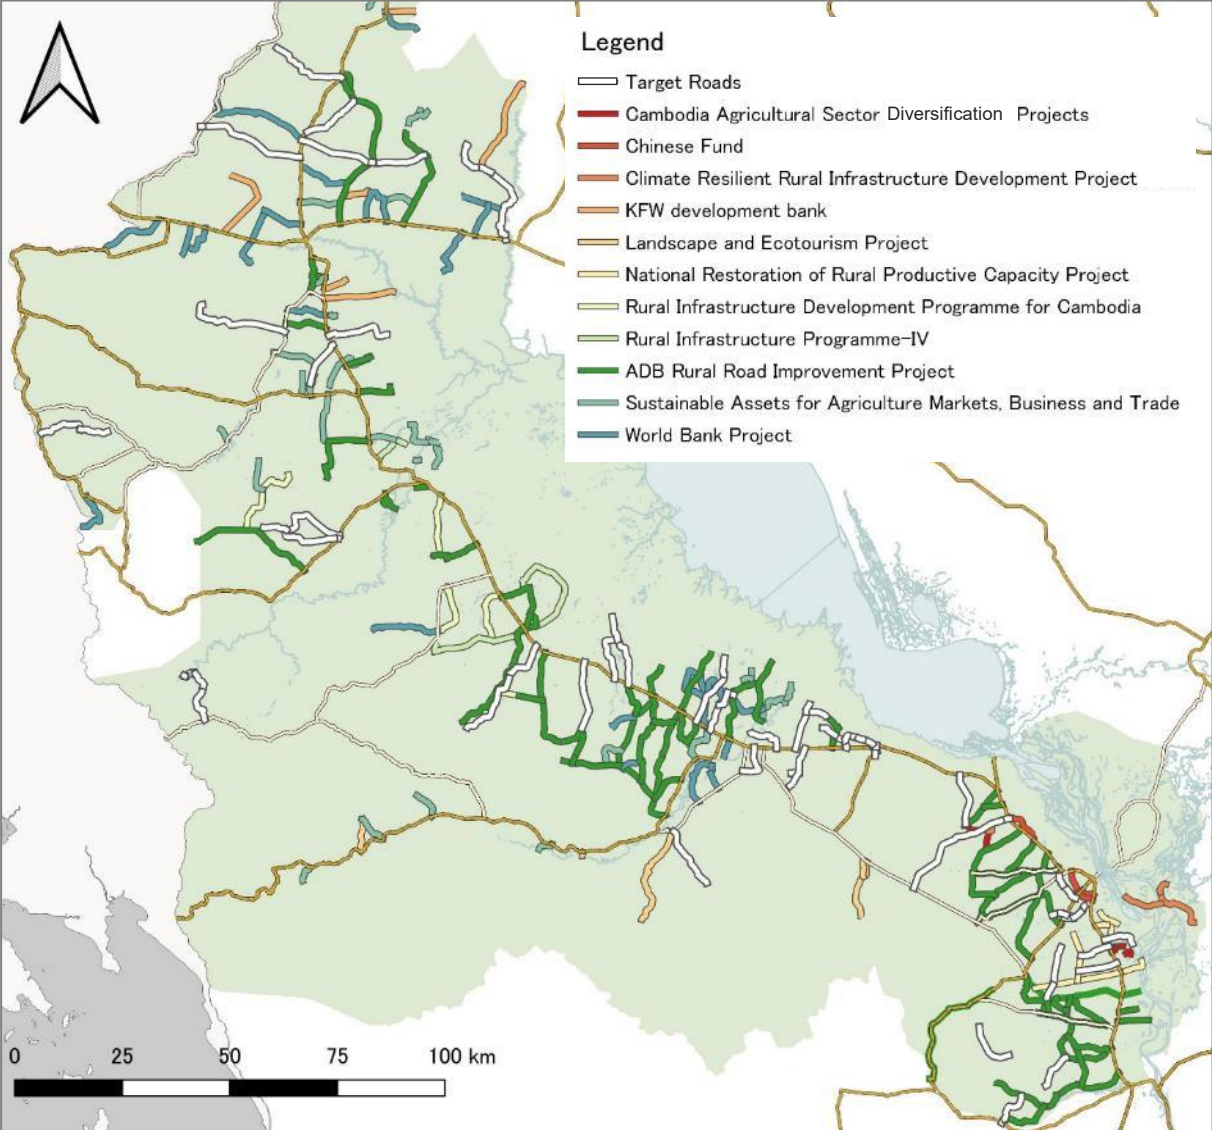 Legend
Target Roads
Cambodia Agricultural Sector Diversification Projects
Chinese Fund
Climate Resilient Rural Infrastructure Development Project
KFW development bank
Landscape and Ecotourism Project
National Restoration of Rural Productive Capacity Project
Rural Infrastructure Development Programme for Cambodia
Rural Infrastructure Programme-IV
ADB Rural Road Improvement Project
Sustainable Assets for Agriculture Markets, Business and Trade
World Bank Project
0 25 50 75 100 km